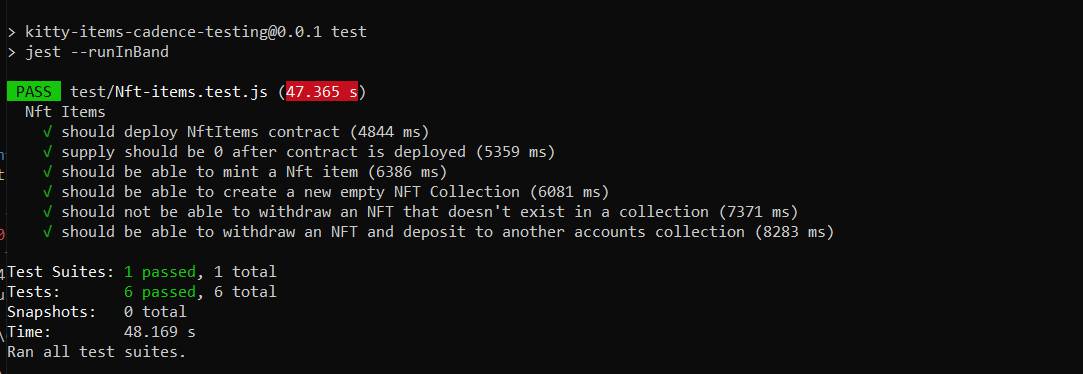 > kitty-items-cadence-testing@0.0.1 test
> jest --runInBand
PASS test/Nft-items.test.js (47.365 s)
Nft Items
√ should deploy NftItems contract (4844 ms)
√ supply should be 0 after contract is deployed (5359 ms)
√ should be able to mint a Nft item (6386 ms)
√ should be able to create a new empty NFT Collection (6081 ms)
√ should not be able to withdraw an NFT that doesn't exist in a collection (7371 ms)
√ should be able to withdraw an NFT and deposit to another accounts collection (8283 ms)
Test Suites: 1 passed, 1 total
Tests: 6 passed, 6 total
Snapshots: 0 total
Time: 48.169 s
Ran all test suites.